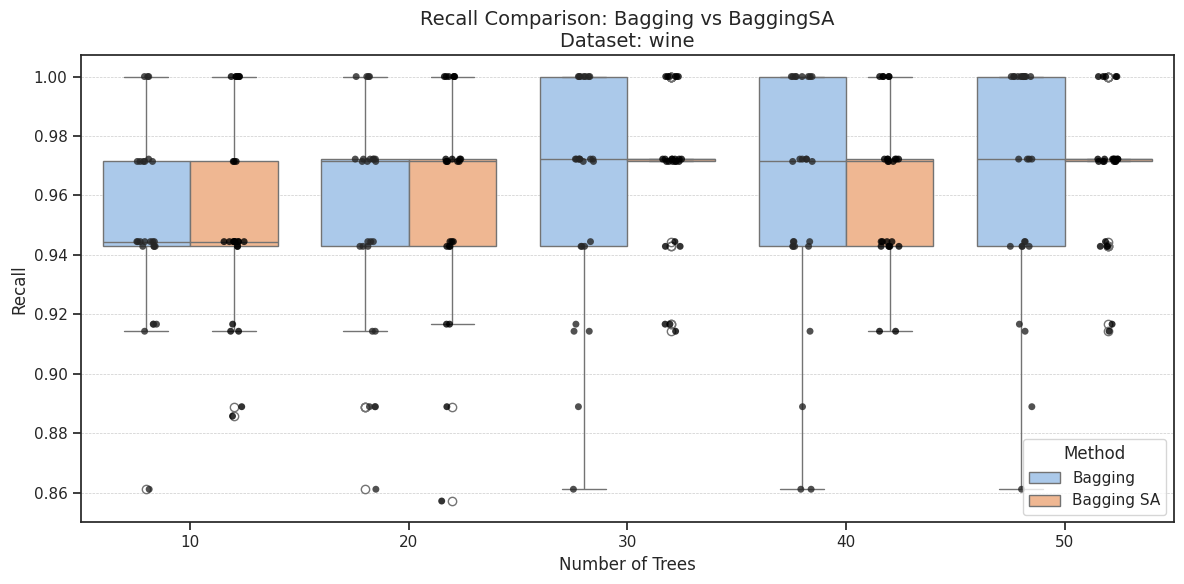 Recall Comparison: Bagging vs BaggingSA
Dataset: wine
Recall
1.00
0.98
0.96
0.94
0.92
0.90
0.88
0.86
10
20
30
40
50
Number of Trees
Method
Bagging
Bagging SA